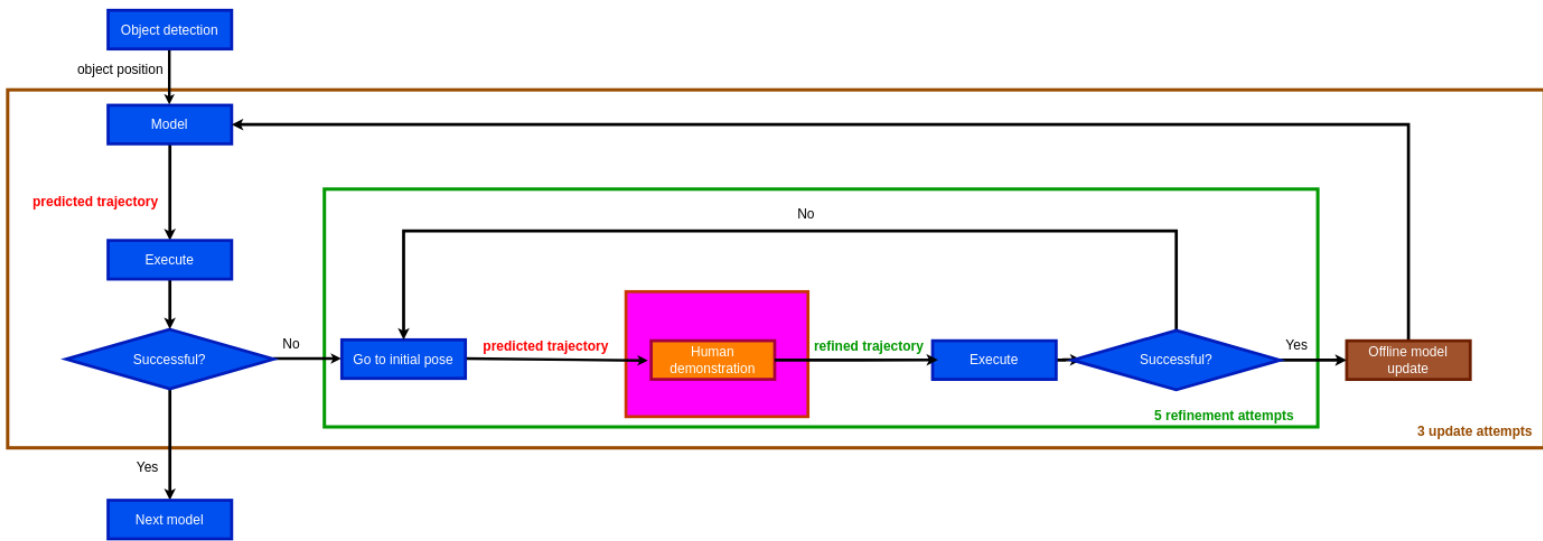 Object detection
object position
Model
predicted trajectory
Execute
Successful?
No
Yes
Next model
Go to initial pose
predicted trajectory
Human
demonstration
refined trajectory
Execute
Successful?
No
Yes
Offline model
update
5 refinement attempts
3 update attempts